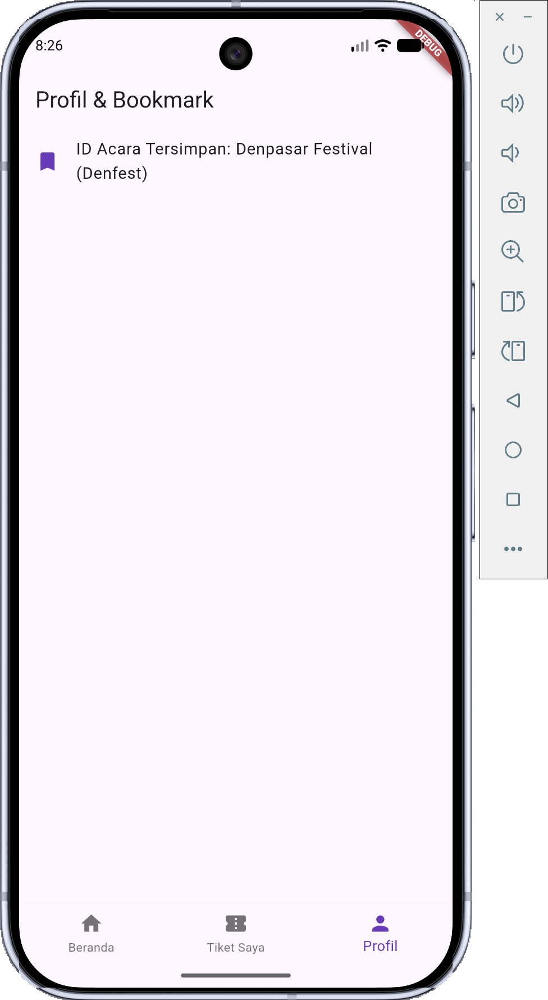 8:26
DEBUG
Profil & Bookmark
ID Acara Tersimpan: Denpasar Festival
(Denfest)
Beranda
Tiket Saya
Profil